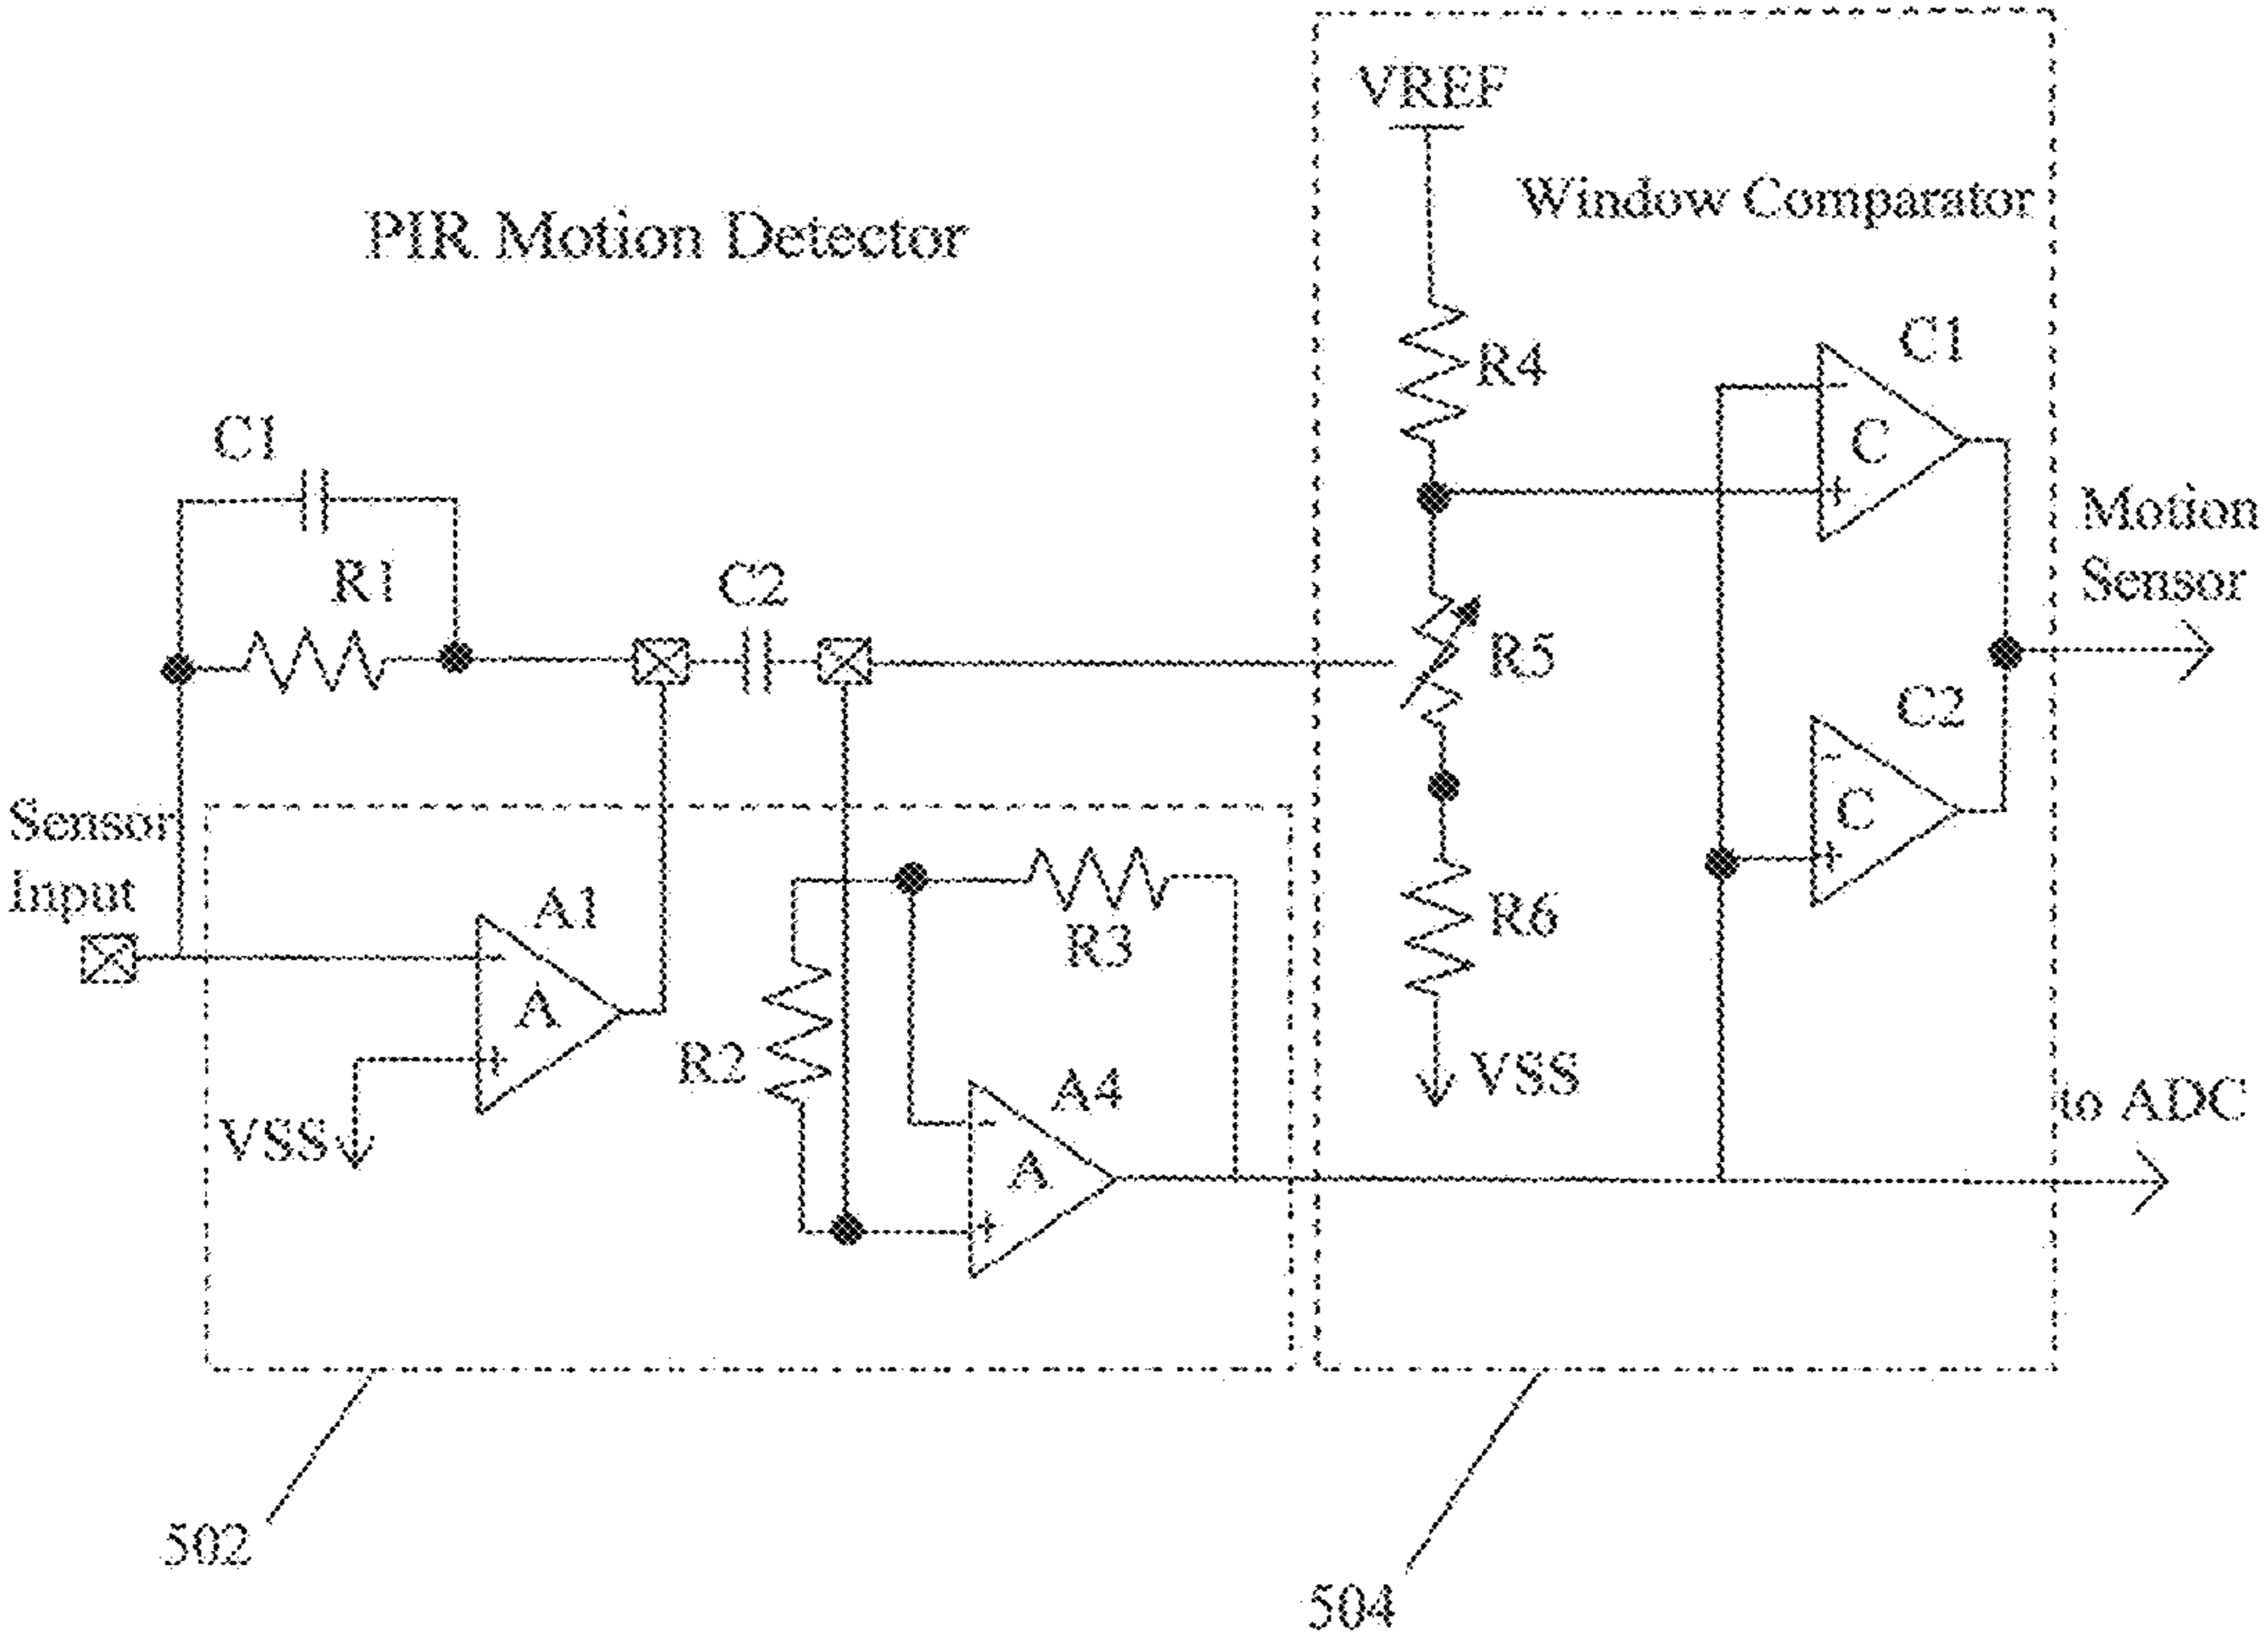 VREF
Window Comparator
PIR Motion Detector
C1
R4
C
C1
+
Motion
Sensor
R1
C2
R5
C2
C
+
Sensor
Input
A1
R3
R6
A
+
R2
A4
VSS
VSS
to ADC
A
+
502
504